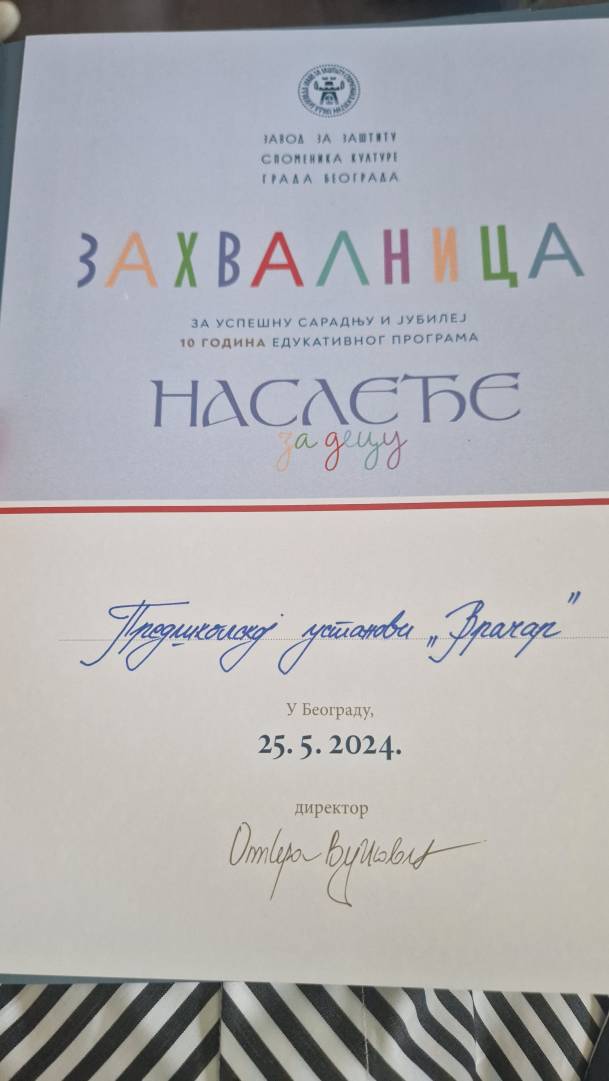 ЗАВОД ЗА ЗАШТИТУ
СПОМЕНИКА КУЛТУРЕ
ГРАДА БЕОГРАДА
ЗАХВАЛНИЦА
ЗА УСПЕШНУ САРАДЊУ И ЈУБИЛЕЈ
10 ГОДИНА ЕДУКАТИВНОГ ПРОГРАМА
НАСЛЕЂЕ
за децу
Предшколској установи „Врачар”
У Београду,
25. 5. 2024.
директор